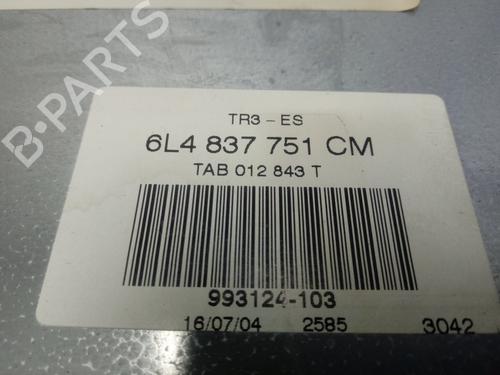 B-PARTS
TR3-ES
6L4 837 751 CM
TAB 012 843 T
993124-103
16/07/04 2585 3042